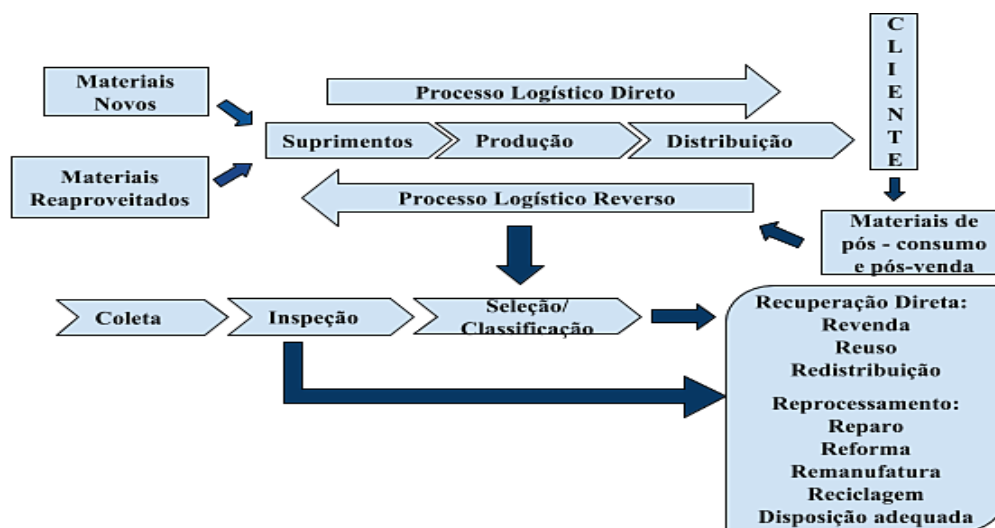 Materiais
Novos
Materiais
Reaproveitados
Processo Logístico Direto
Suprimentos
Produção
Distribuição
CLIENTE
Processo Logístico Reverso
Materiais de
pós - consumo
e pós-venda
Coleta
Inspeção
Seleção/
Classificação
Recuperação Direta:
Revenda
Reuso
Redistribuição
Reprocessamento:
Reparo
Reforma
Remanufatura
Reciclagem
Disposição adequada